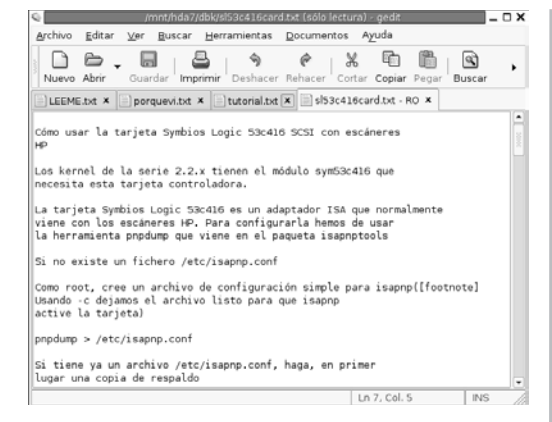 /mnt/hda7/dbk/sl53c416card.txt (sólo lectura) - gedit
Archivo Editar Ver Buscar Herramientas Documentos Ayuda
Nuevo Abrir Guardar Imprimir Deshacer Rehacer Cortar Copiar Pegar Buscar
LEEME.txt porquevi.txt tutorial.txt sl53c416card.txt - RO
Cómo usar la tarjeta Symbios Logic 53c416 SCSI con escáneres
HP
Los kernel de la serie 2.2.x tienen el módulo sym53c416 que
necesita esta tarjeta controladora.
La tarjeta Symbios Logic 53c416 es un adaptador ISA que normalmente
viene con los escáneres HP. Para configurarla hemos de usar
la herramienta pnpdump que viene en el paqueta isapnptools
Si no existe un fichero /etc/isapnp.conf
Como root, cree un archivo de configuración simple para isapnp([footnote]
Usando -c dejamos el archivo listo para que isapnp
active la tarjeta)
pnpdump > /etc/isapnp.conf
Si tiene ya un archivo /etc/isapnp.conf, haga, en primer
lugar una copia de respaldo
Ln 7, Col. 5 INS